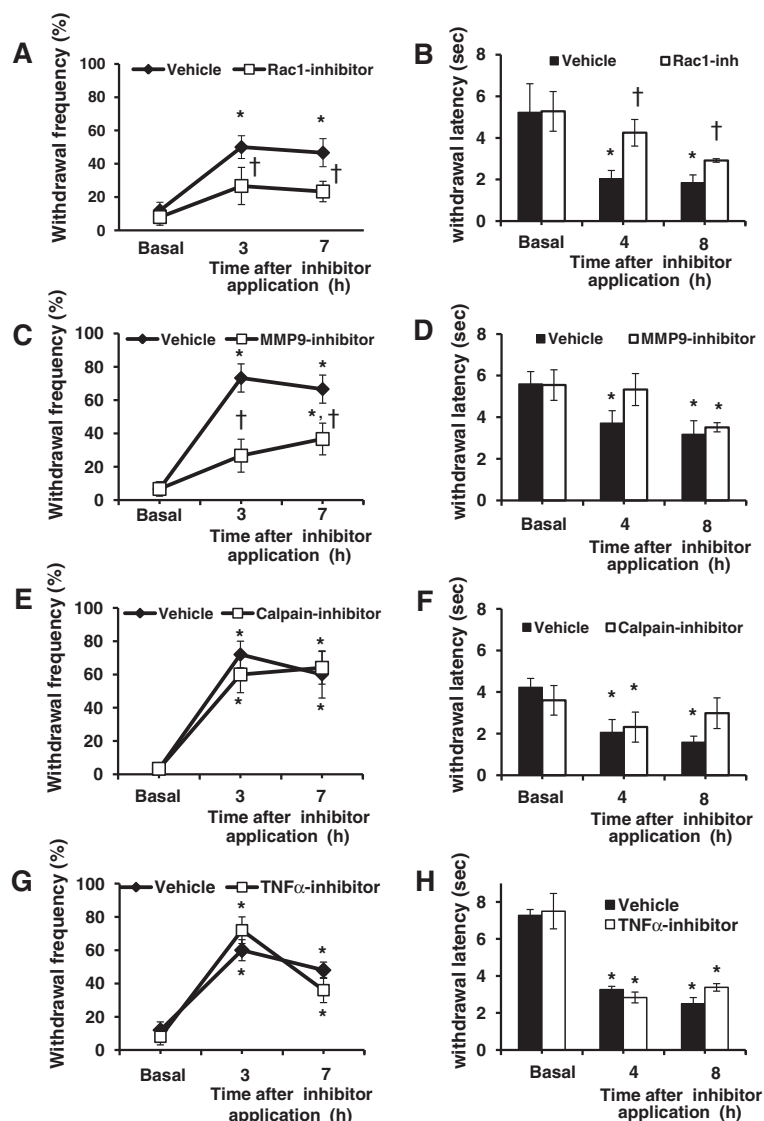 A
Withdrawal frequency (%)
Vehicle Rac1-inhibitor
100
80
60
40
20
0
* *
† †
Basal 3 7
Time after inhibitor
application (h)
B
withdrawal latency (sec)
Vehicle Rac1-inh
8
6
4
2
0
* † * †
Basal 4 8
Time after inhibitor
application (h)
C
Withdrawal frequency (%)
Vehicle MMP9-inhibitor
100
80
60
40
20
0
* *
† *, †
Basal 3 7
Time after inhibitor
application (h)
D
withdrawal latency (sec)
Vehicle MMP9-inhibitor
8
6
4
2
0
* * *
Basal 4 8
Time after inhibitor
application (h)
E
Withdrawal frequency (%)
Vehicle Calpain-inhibitor
100
80
60
40
20
0
* *
* *
Basal 3 7
Time after inhibitor
application (h)
F
withdrawal latency (sec)
Vehicle Calpain-inhibitor
8
6
4
2
0
* * *
Basal 4 8
Time after inhibitor
application (h)
G
Withdrawal frequency (%)
Vehicle TNFα-inhibitor
100
80
60
40
20
0
* *
* *
Basal 3 7
Time after inhibitor
application (h)
H
withdrawal latency (sec)
Vehicle
TNFα-inhibitor
8
6
4
2
0
* * * *
Basal 4 8
Time after inhibitor
application (h)